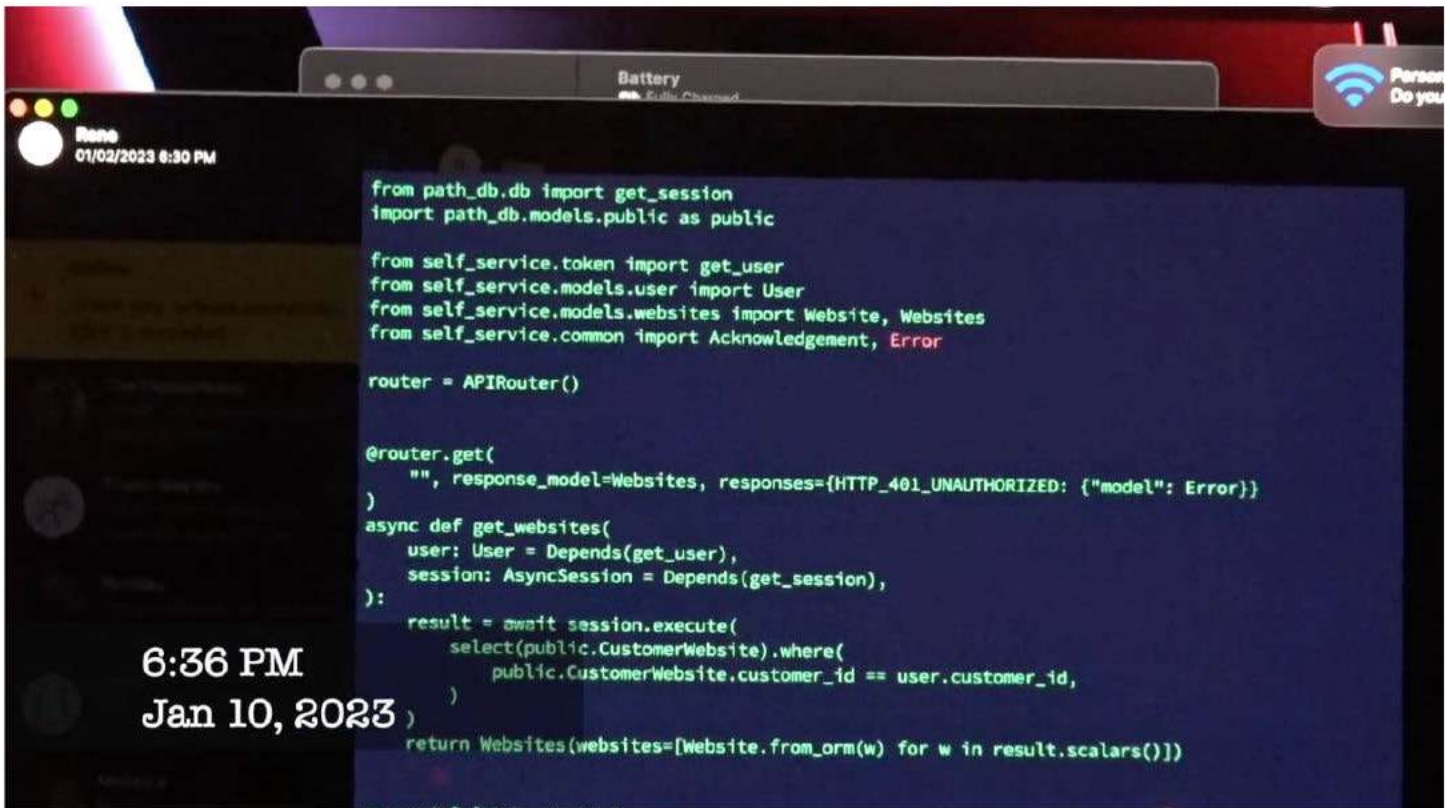 Battery
Fully Charged
Do you
Rene
01/02/2023 6:30 PM
from path_db.db import get_session
import path_db.models.public as public
from self_service.token import get_user
from self_service.models.user import User
from self_service.models.websites import Website, Websites
from self_service.common import Acknowledgement, Error
router = APIRouter()
@router.get(
    "", response_model=Websites, responses={HTTP_401_UNAUTHORIZED: {"model": Error}}
)
async def get_websites(
    user: User = Depends(get_user),
    session: AsyncSession = Depends(get_session),
):
    result = await session.execute(
        select(public.CustomerWebsite).where(
            public.CustomerWebsite.customer_id == user.customer_id,
        )
    )
    return Websites(websites=[Website.from_orm(w) for w in result.scalars()])
6:36 PM
Jan 10, 2023